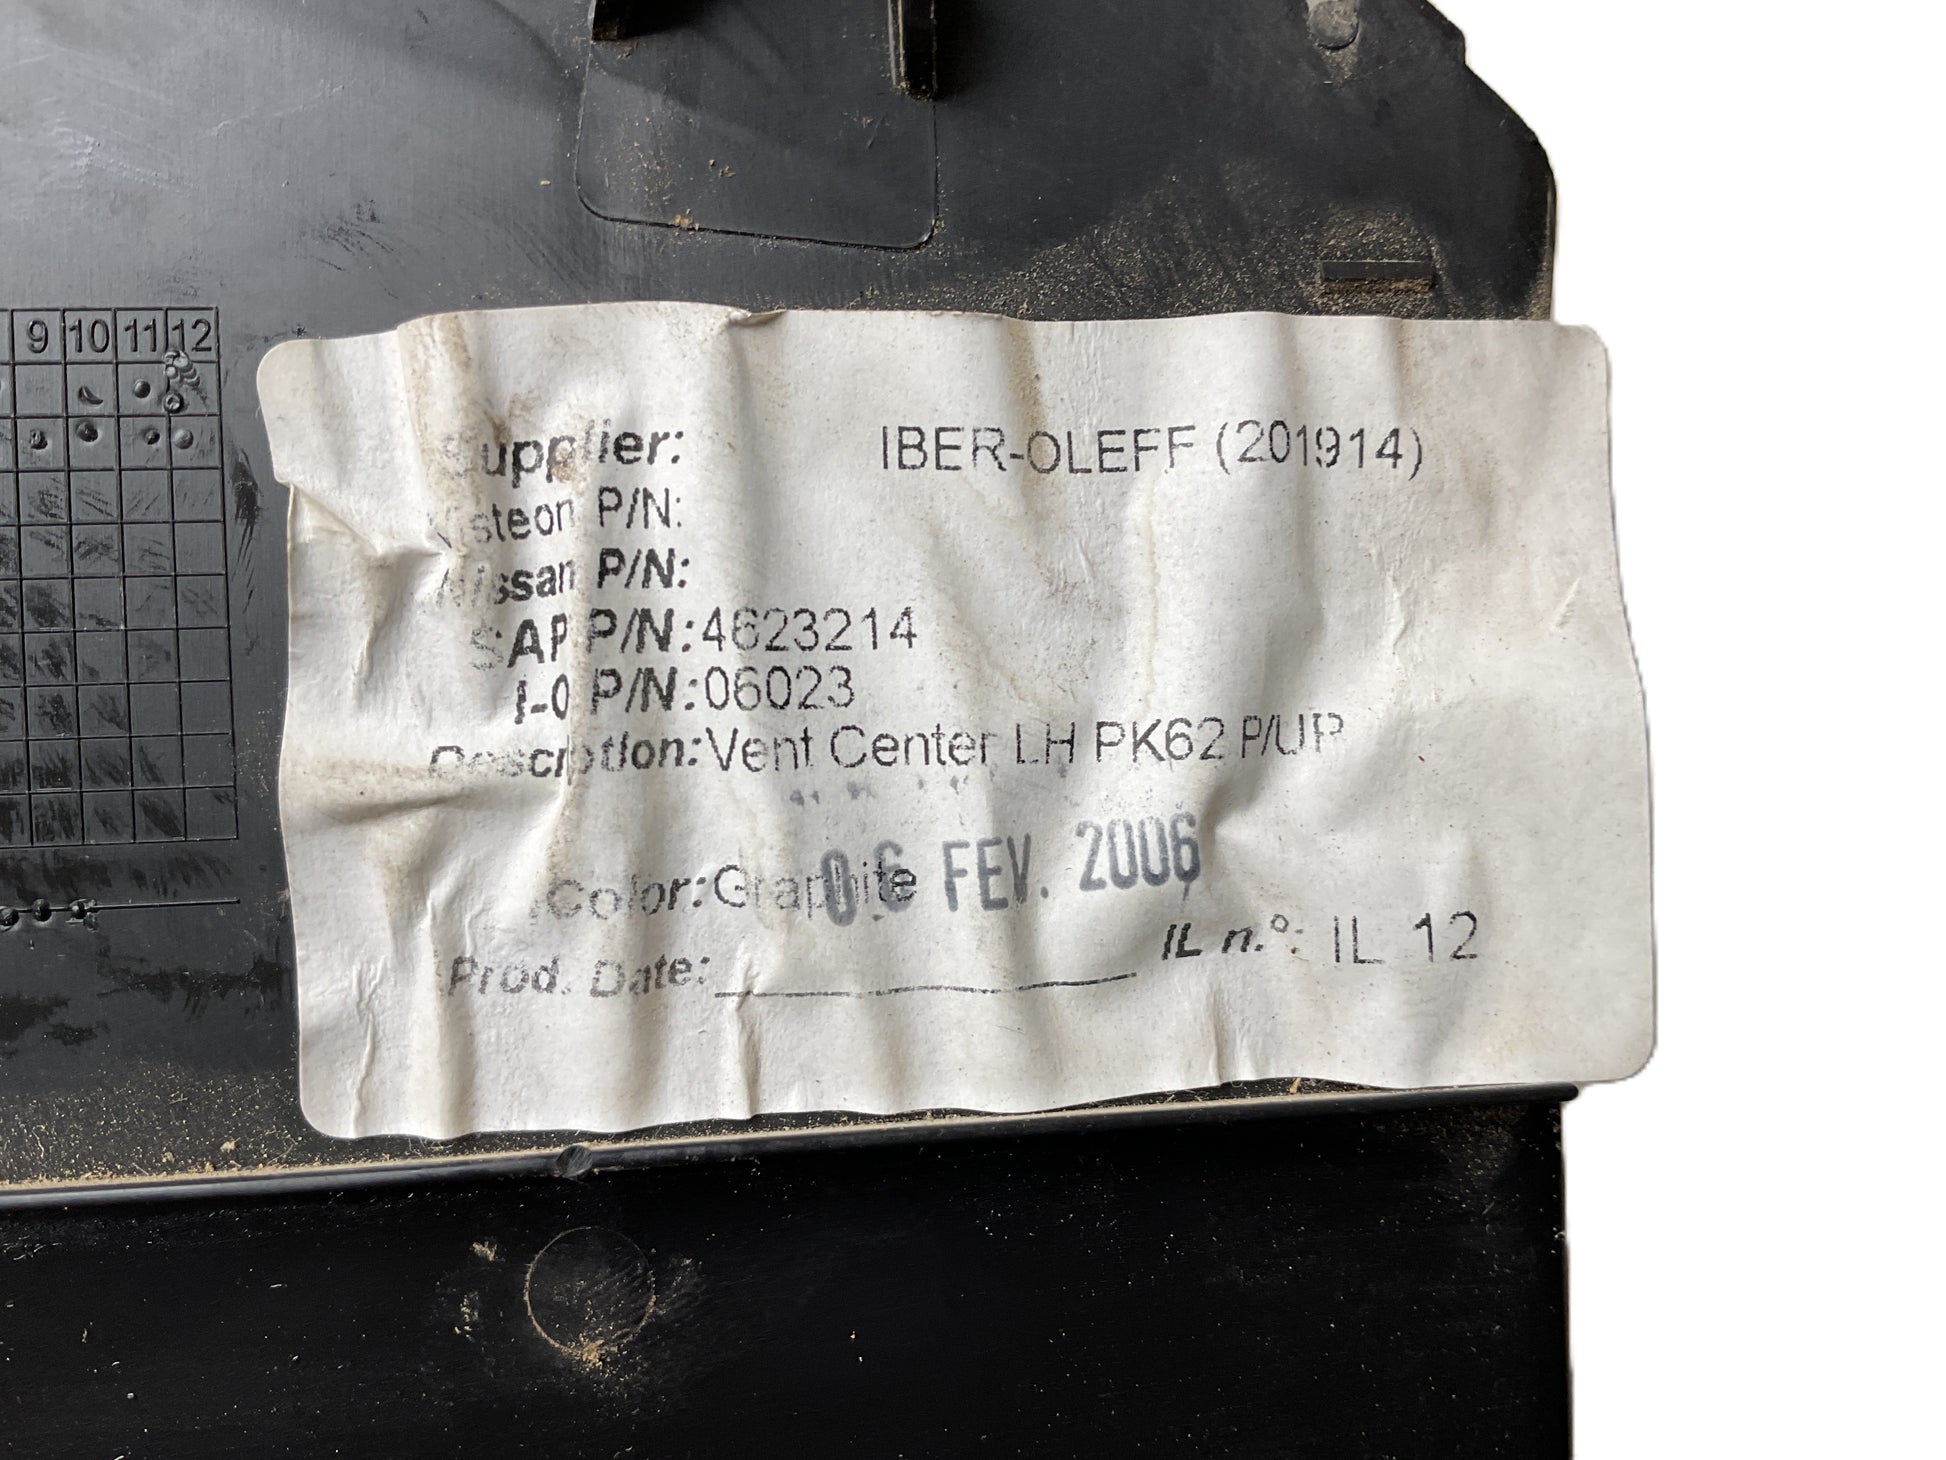 9 10 11 12
Supplier: IBER-OLEFF (201914)
Visteon P/N:
Nissan P/N:
SAP P/N: 4623214
I-O P/N: 06023
Description: Vent Center LH PK62 P/UP
06 FEV. 2006
Color: Graphite
IL n.º: IL 12
Prod. Date: